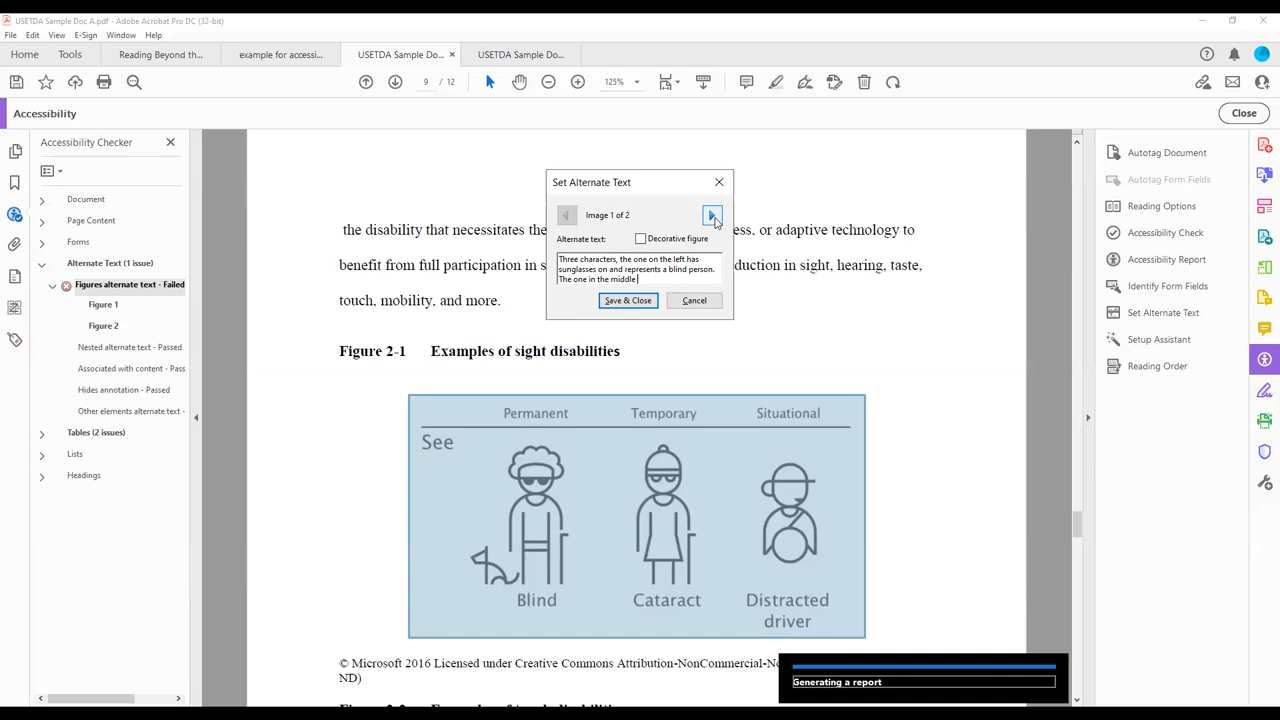 USETDA Sample Doc A.pdf - Adobe Acrobat Pro DC (32-bit)
File Edit View E-Sign Window Help
Home Tools Reading Beyond th... example for accessi... USETDA Sample Doc... × USETDA Sample Doc...
9 / 12 125%
Accessibility Close
Accessibility Checker
Document
Page Content
Forms
Alternate Text (1 issue)
Figures alternate text - Failed
Figure 1
Figure 2
Nested alternate text - Passed
Associated with content - Pass
Hides annotation - Passed
Other elements alternate text -
Tables (2 issues)
Lists
Headings
Set Alternate Text
Image 1 of 2
Alternate text: Decorative figure
Three characters, the one on the left has
sunglasses on and represents a blind person.
The one in the middle
Save & Close Cancel
the disability that necessitates the ess, or adaptive technology to
benefit from full participation in s duction in sight, hearing, taste,
touch, mobility, and more.
Figure 2-1 Examples of sight disabilities
Permanent Temporary Situational
See
Blind Cataract Distracted
driver
© Microsoft 2016 Licensed under Creative Commons Attribution-NonCommercial-No
ND)
Autotag Document
Autotag Form Fields
Reading Options
Accessibility Check
Accessibility Report
Identify Form Fields
Set Alternate Text
Setup Assistant
Reading Order
Generating a report